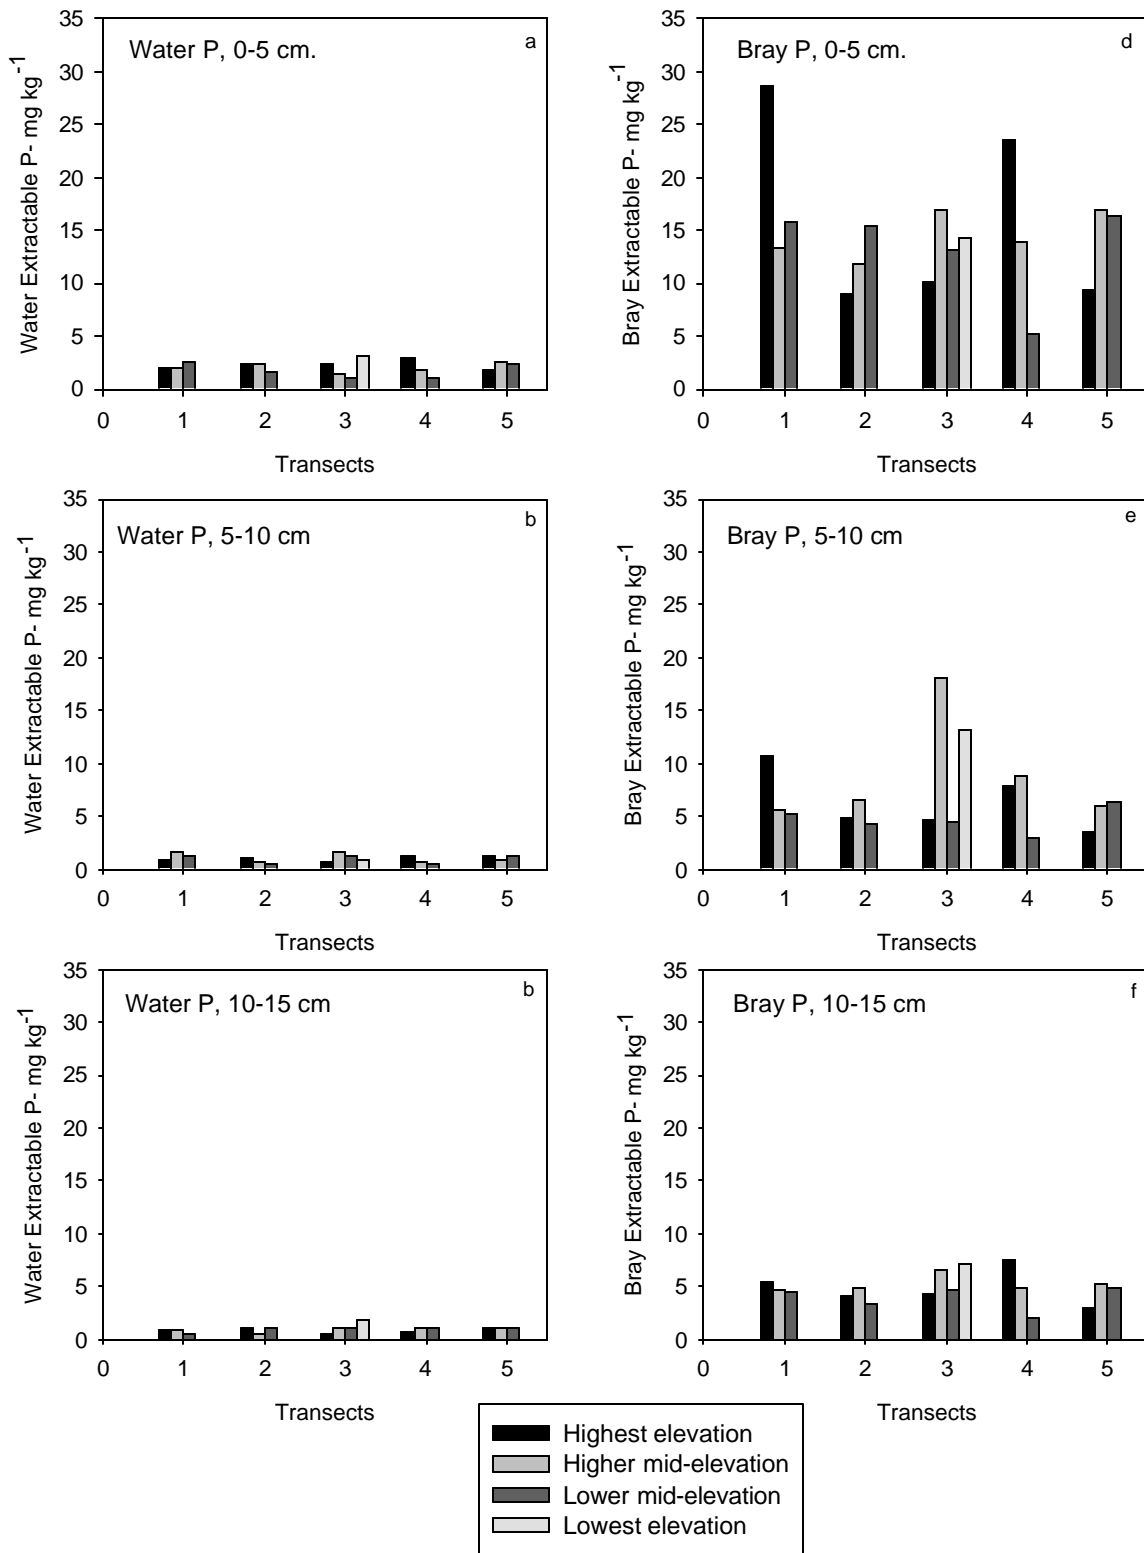 Water P, 0-5 cm.
a
Water Extractable P- mg kg-1
35
30
25
20
15
10
5
0
0 1 2 3 4 5
Transects
Bray P, 0-5 cm.
d
Bray Extractable P- mg kg-1
35
30
25
20
15
10
5
0
0 1 2 3 4 5
Transects
Water P, 5-10 cm
b
Water Extractable P- mg kg-1
35
30
25
20
15
10
5
0
0 1 2 3 4 5
Transects
Bray P, 5-10 cm
e
Bray Extractable P- mg kg-1
35
30
25
20
15
10
5
0
0 1 2 3 4 5
Transects
Water P, 10-15 cm
b
Water Extractable P- mg kg-1
35
30
25
20
15
10
5
0
0 1 2 3 4 5
Transects
Bray P, 10-15 cm
f
Bray Extractable P- mg kg-1
35
30
25
20
15
10
5
0
0 1 2 3 4 5
Transects
Highest elevation
Higher mid-elevation
Lower mid-elevation
Lowest elevation